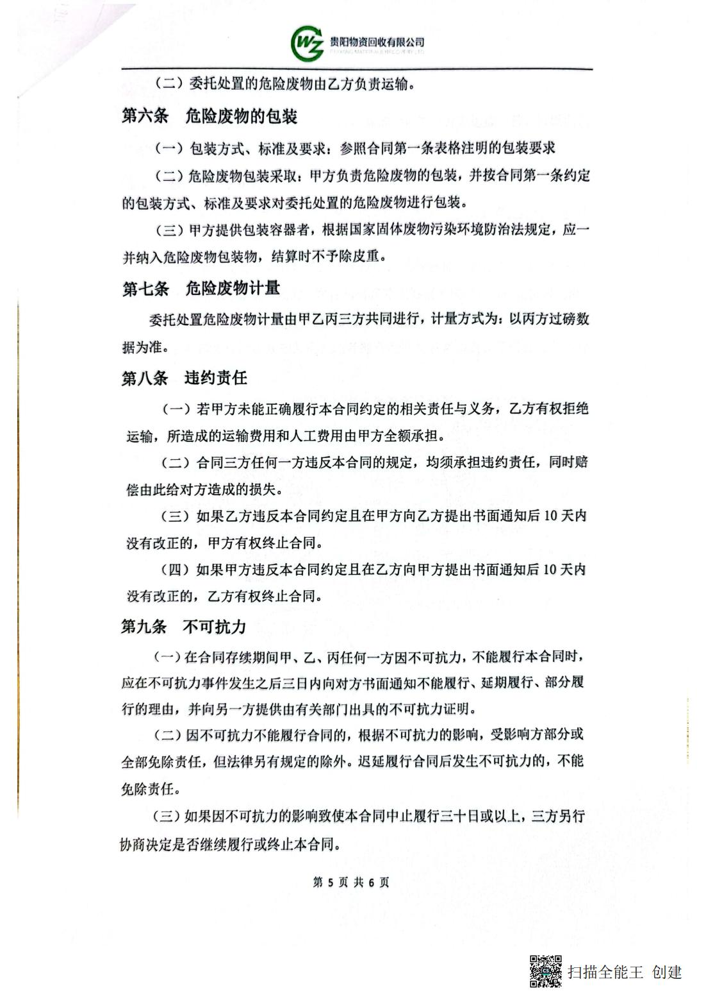 WZ
贵阳物资回收有限公司
（二）委托处置的危险废物由乙方负责运输。
第六条 危险废物的包装
（一）包装方式、标准及要求：参照合同第一条表格注明的包装要求
（二）危险废物包装采取：甲方负责危险废物的包装，并按合同第一条约定
的包装方式、标准及要求对委托处置的危险废物进行包装。
（三）甲方提供包装容器者，根据国家固体废物污染环境防治法规定，应一
并纳入危险废物包装物，结算时不予除皮重。
第七条 危险废物计量
委托处置危险废物计量由甲乙丙三方共同进行，计量方式为：以丙方过磅数
据为准。
第八条 违约责任
（一）若甲方未能正确履行本合同约定的相关责任与义务，乙方有权拒绝
运输，所造成的运输费用和人工费用由甲方全额承担。
（二）合同三方任何一方违反本合同的规定，均须承担违约责任，同时赔
偿由此给对方造成的损失。
（三）如果乙方违反本合同约定且在甲方向乙方提出书面通知后 10 天内
没有改正的，甲方有权终止合同。
（四）如果甲方违反本合同约定且在乙方向甲方提出书面通知后 10 天内
没有改正的，乙方有权终止合同。
第九条 不可抗力
（一）在合同存续期间甲、乙、丙任何一方因不可抗力，不能履行本合同时，
应在不可抗力事件发生之后三日内向对方书面通知不能履行、延期履行、部分履
行的理由，并向另一方提供由有关部门出具的不可抗力证明。
（二）因不可抗力不能履行合同的，根据不可抗力的影响，受影响方部分或
全部免除责任，但法律另有规定的除外。迟延履行合同后发生不可抗力的，不能
免除责任。
（三）如果因不可抗力的影响致使本合同中止履行三十日或以上，三方另行
协商决定是否继续履行或终止本合同。
第 5 页 共 6 页
扫描全能王 创建